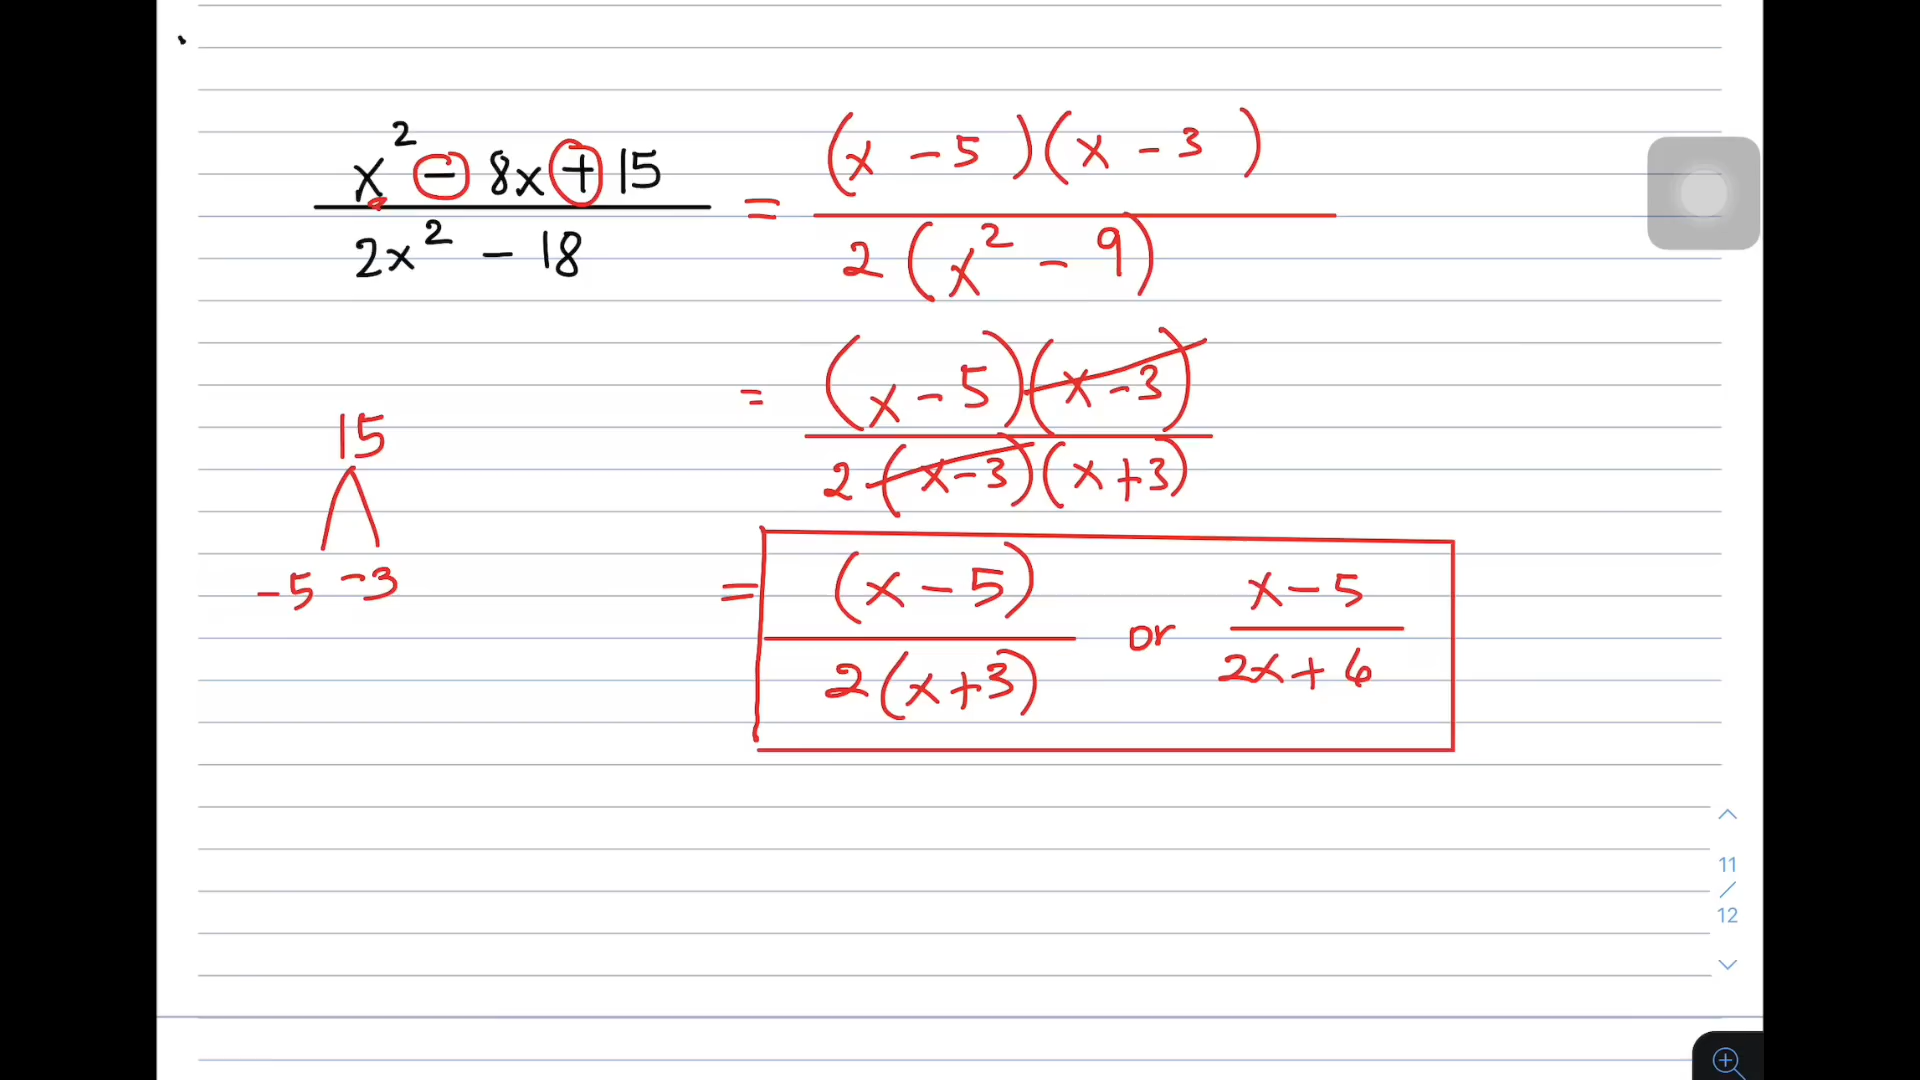 x² - 8x + 15 / 2x² - 18 = (x - 5)(x - 3) / 2(x² - 9)
= (x - 5)(x - 3) / 2(x - 3)(x + 3)
15
-5 -3
= (x - 5) / 2(x + 3) or x - 5 / 2x + 6
11
/
12